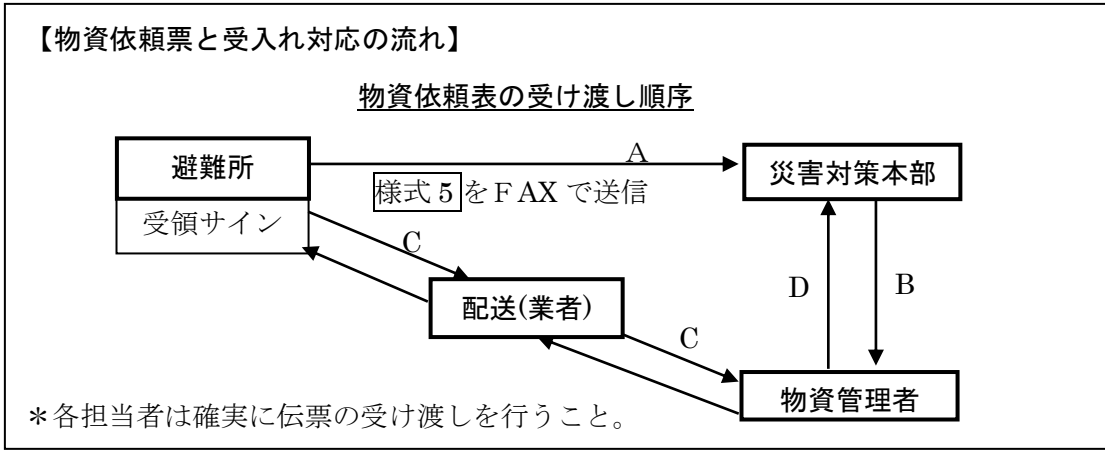 【物資依頼票と受入れ対応の流れ】
物資依頼表の受け渡し順序
避難所
A
災害対策本部
様式5をＦAXで送信
受領サイン
C
配送(業者)
D
B
C
物資管理者
＊各担当者は確実に伝票の受け渡しを行うこと。